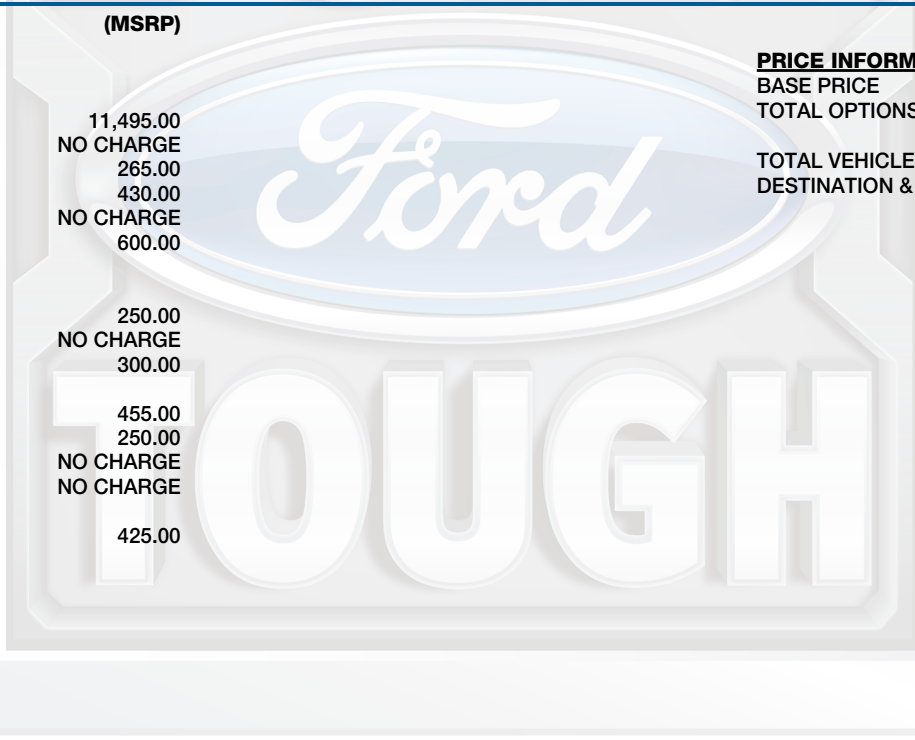 (MSRP)
11,495.00
NO CHARGE
265.00
430.00
NO CHARGE
600.00
250.00
NO CHARGE
300.00
455.00
250.00
NO CHARGE
NO CHARGE
425.00
PRICE INFORM
BASE PRICE
TOTAL OPTIONS
TOTAL VEHICLE
DESTINATION &
Ford
TOUGH